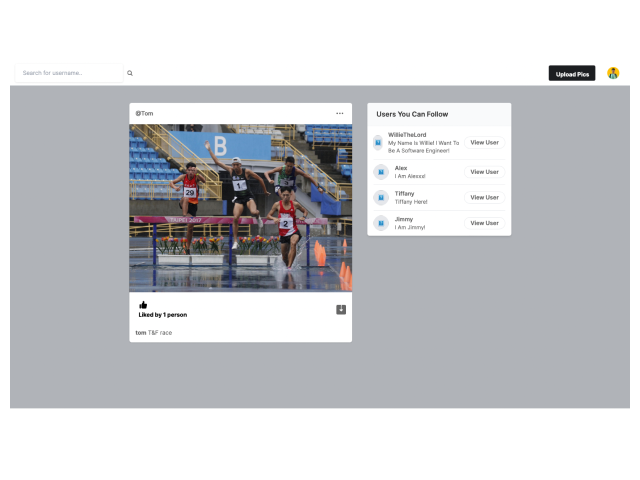 Search for username..
Upload Pics
@Tom
B
29
1
TAIPEI 2017
2
Liked by 1 person
tom T&F race
Users You Can Follow
WillieTheLord
My Name Is Willie! I Want To
Be A Software Engineer!
View User
Alex
I Am Alexxs!
View User
Tiffany
Tiffany Here!
View User
Jimmy
I Am Jimmy!
View User